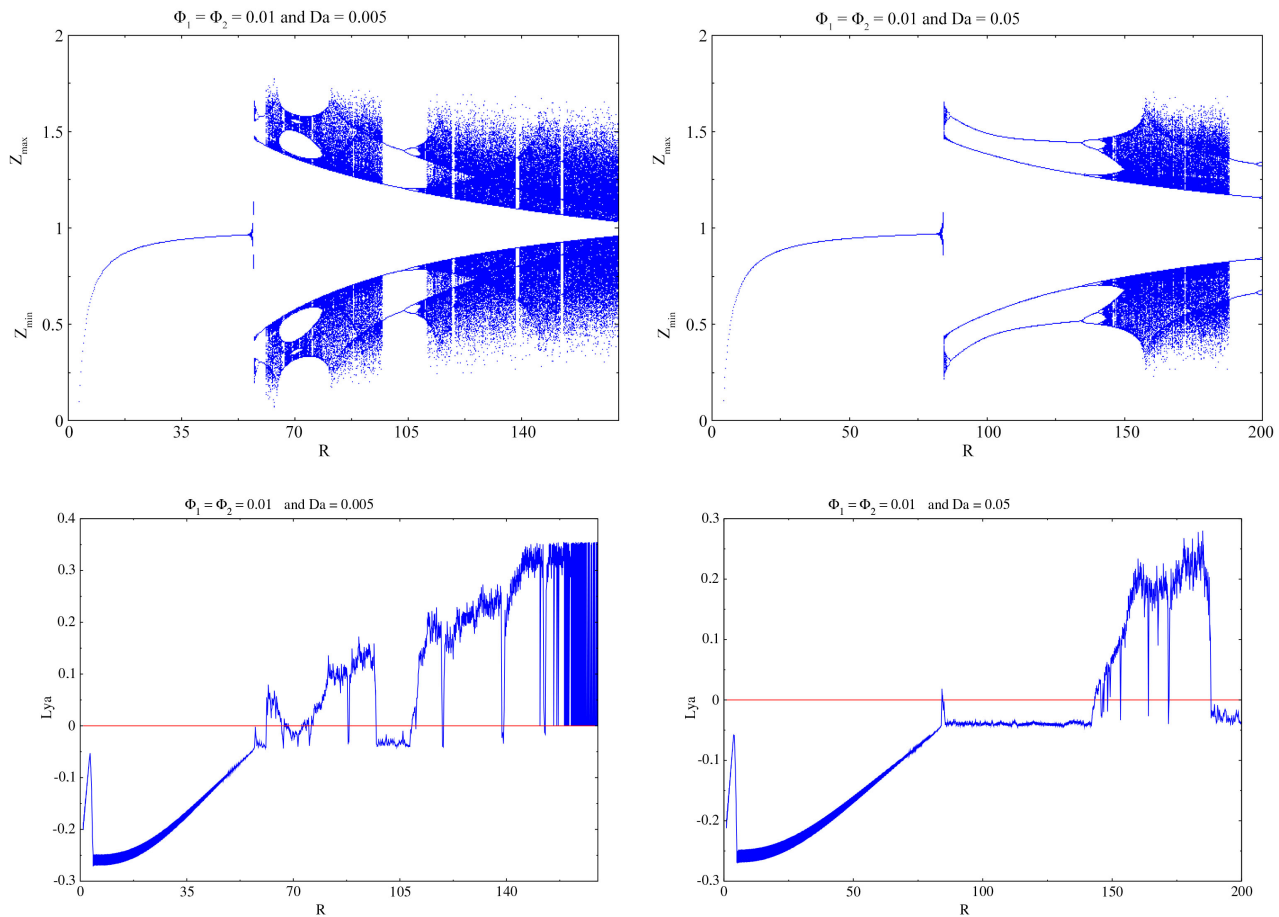 Φ1 = Φ2 = 0.01 and Da = 0.005
2
1.5
1
0.5
0
Zmax
Zmin
0 35 70 105 140
R
Φ1 = Φ2 = 0.01 and Da = 0.05
2
1.5
1
0.5
0
Zmax
Zmin
0 50 100 150 200
R
Φ1 = Φ2 = 0.01 and Da = 0.005
0.4
0.3
0.2
0.1
0
-0.1
-0.2
-0.3
Lya
0 35 70 105 140
R
Φ1 = Φ2 = 0.01 and Da = 0.05
0.3
0.2
0.1
0
-0.1
-0.2
-0.3
Lya
0 50 100 150 200
R